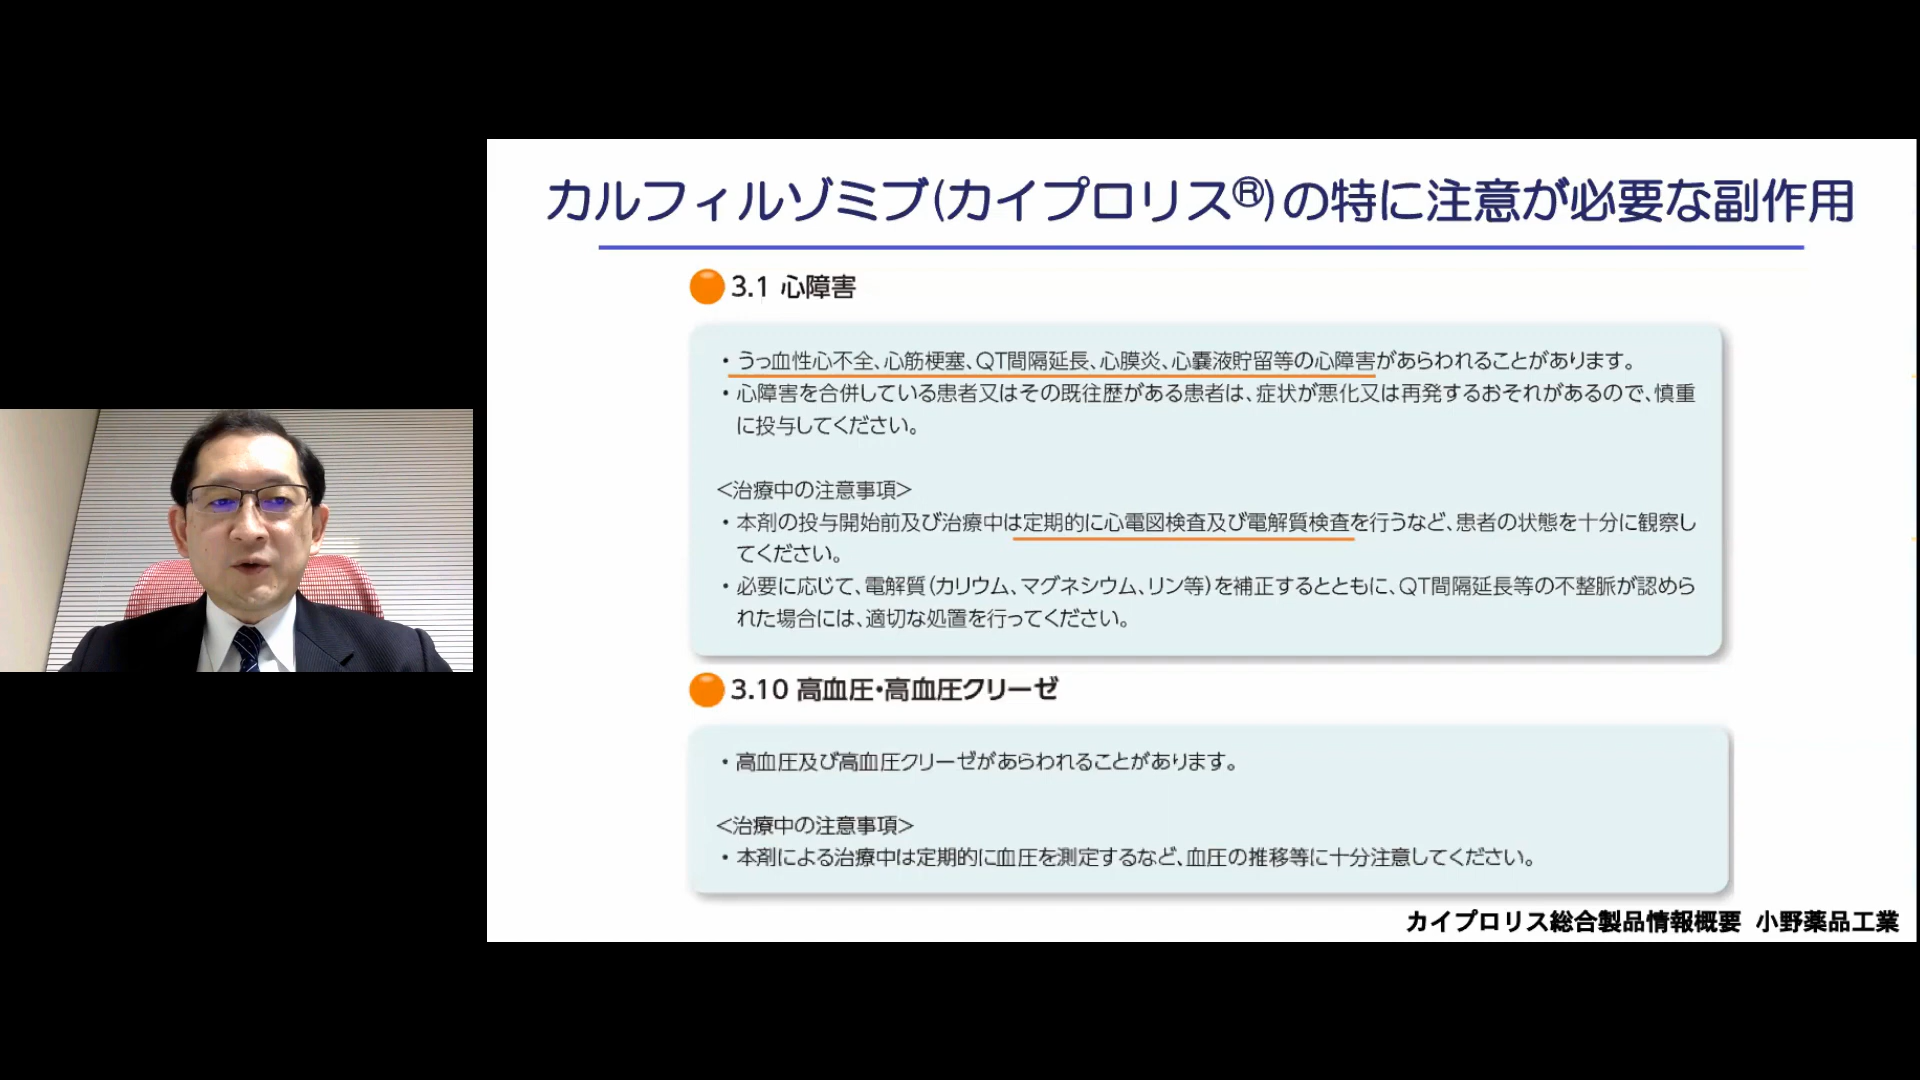 カルフィルゾミブ(カイプロリス®)の特に注意が必要な副作用
3.1 心障害
・うっ血性心不全、心筋梗塞、QT間隔延長、心膜炎、心嚢液貯留等の心障害があらわれることがあります。
・心障害を合併している患者又はその既往歴がある患者は、症状が悪化又は再発するおそれがあるので、慎重
に投与してください。
<治療中の注意事項>
・本剤の投与開始前及び治療中は定期的に心電図検査及び電解質検査を行うなど、患者の状態を十分に観察し
てください。
・必要に応じて、電解質(カリウム、マグネシウム、リン等)を補正するとともに、QT間隔延長等の不整脈が認めら
れた場合には、適切な処置を行ってください。
3.10 高血圧・高血圧クリーゼ
・高血圧及び高血圧クリーゼがあらわれることがあります。
<治療中の注意事項>
・本剤による治療中は定期的に血圧を測定するなど、血圧の推移等に十分注意してください。
カイプロリス総合製品情報概要 小野薬品工業